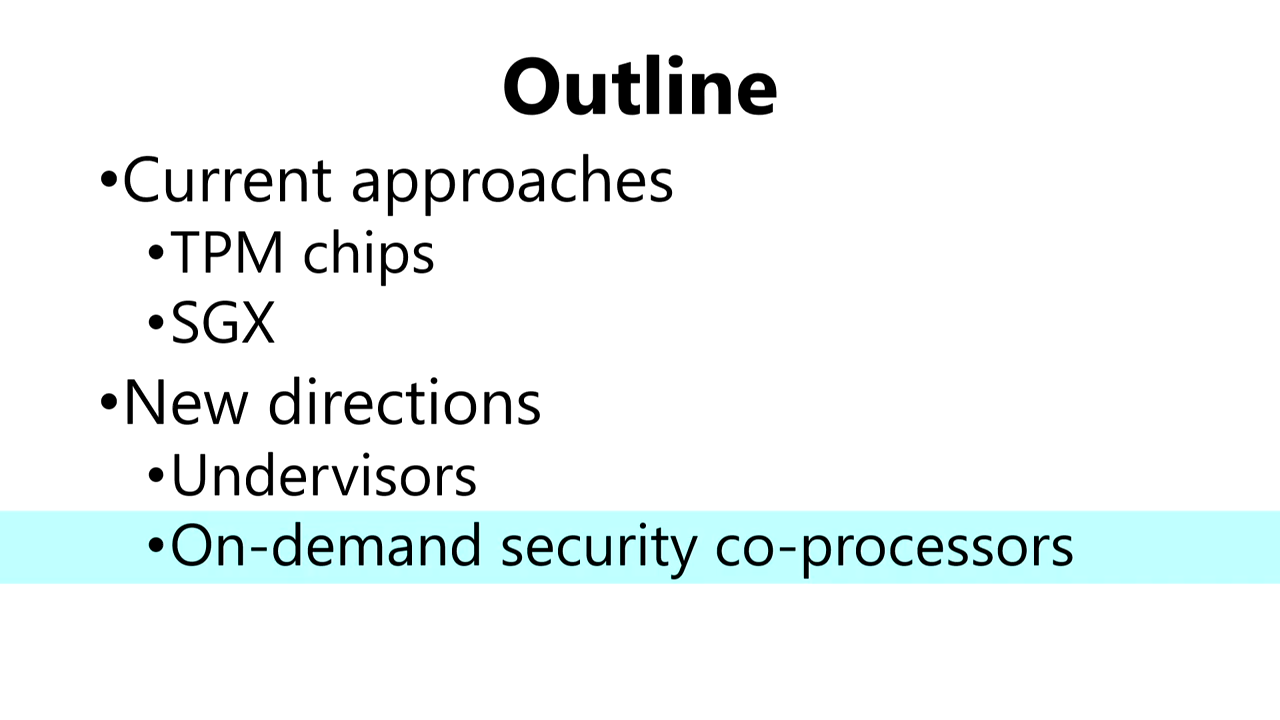 Outline
•Current approaches
•TPM chips
•SGX
•New directions
•Undervisors
•On-demand security co-processors